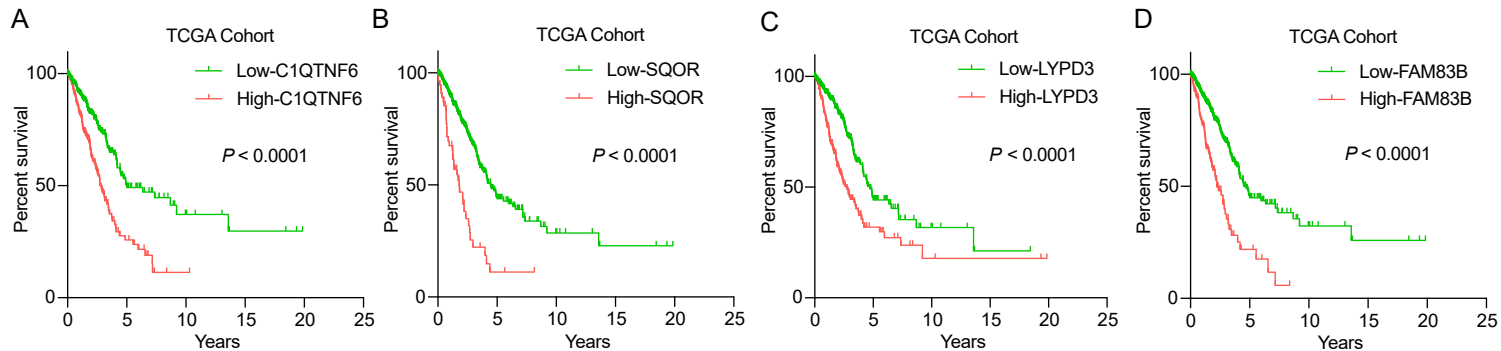 A
TCGA Cohort
Low-C1QTNF6
High-C1QTNF6
P < 0.0001
Percent survival
100
50
0
0 5 10 15 20 25
Years
B
TCGA Cohort
Low-SQOR
High-SQOR
P < 0.0001
Percent survival
100
50
0
0 5 10 15 20 25
Years
C
TCGA Cohort
Low-LYPD3
High-LYPD3
P < 0.0001
Percent survival
100
50
0
0 5 10 15 20 25
Years
D
TCGA Cohort
Low-FAM83B
High-FAM83B
P < 0.0001
Percent survival
100
50
0
0 5 10 15 20 25
Years